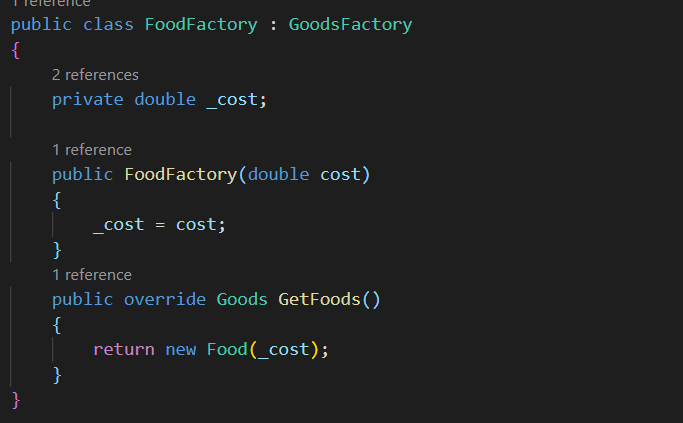 1 reference
public class FoodFactory : GoodsFactory
{
2 references
private double _cost;
1 reference
public FoodFactory(double cost)
{
_cost = cost;
}
1 reference
public override Goods GetFoods()
{
return new Food(_cost);
}
}